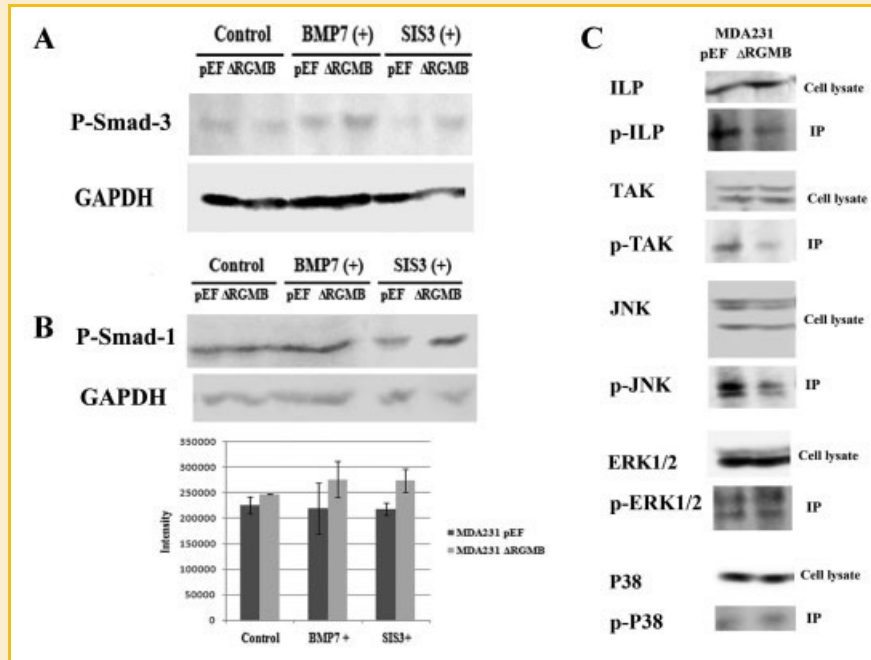 A
Control BMP7 (+) SIS3 (+)
pEF ΔRGMB pEF ΔRGMB pEF ΔRGMB
P-Smad-3
GAPDH
Control BMP7 (+) SIS3 (+)
pEF ΔRGMB pEF ΔRGMB pEF ΔRGMB
B
P-Smad-1
GAPDH
350000
300000
250000
200000
150000
100000
50000
0
Intensity
Control BMP7 + SIS3+
MDA231 pEF
MDA231 ΔRGMB
C
MDA231
pEF ΔRGMB
ILP Cell lysate
p-ILP IP
TAK Cell lysate
p-TAK IP
JNK Cell lysate
p-JNK IP
ERK1/2 Cell lysate
p-ERK1/2 IP
P38 Cell lysate
p-P38 IP